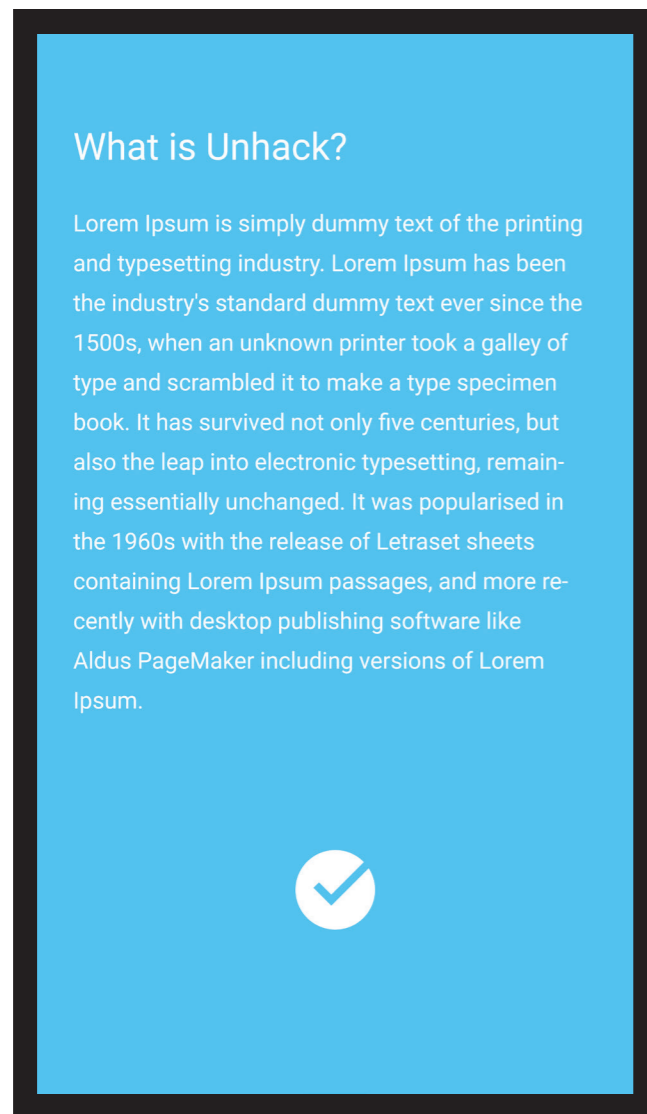 What is Unhack?
Lorem Ipsum is simply dummy text of the printing
and typesetting industry. Lorem Ipsum has been
the industry's standard dummy text ever since the
1500s, when an unknown printer took a galley of
type and scrambled it to make a type specimen
book. It has survived not only five centuries, but
also the leap into electronic typesetting, remain-
ing essentially unchanged. It was popularised in
the 1960s with the release of Letraset sheets
containing Lorem Ipsum passages, and more re-
cently with desktop publishing software like
Aldus PageMaker including versions of Lorem
Ipsum.